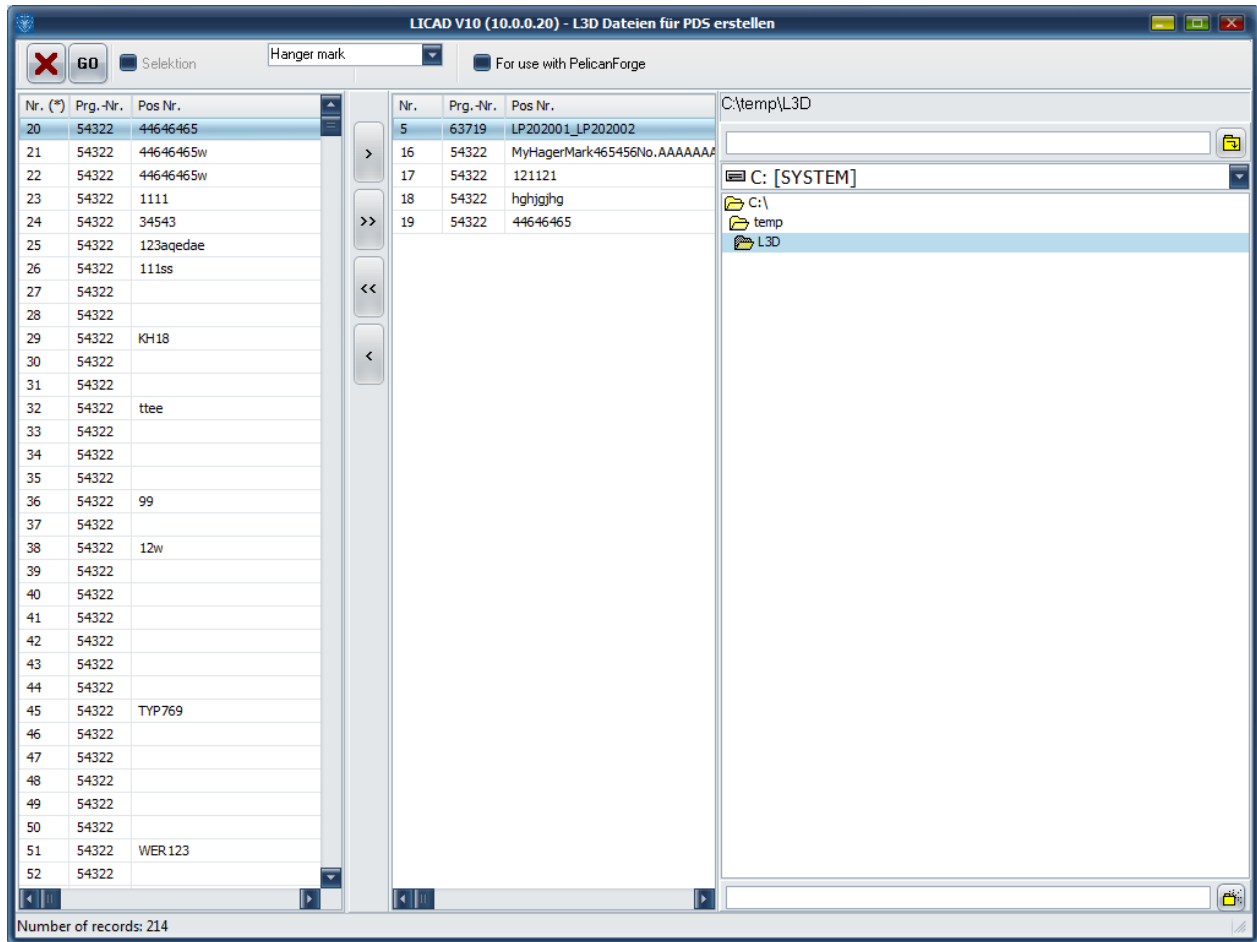 LICAD V10 (10.0.0.20) - L3D Dateien für PDS erstellen
GO
Selektion
Hanger mark
For use with PelicanForge
Nr. (*) Prg.-Nr. Pos Nr.
20 54322 44646465
21 54322 44646465w
22 54322 44646465w
23 54322 1111
24 54322 34543
25 54322 123aqedae
26 54322 111ss
27 54322
28 54322
29 54322 KH18
30 54322
31 54322
32 54322 ttee
33 54322
34 54322
35 54322
36 54322 99
37 54322
38 54322 12w
39 54322
40 54322
41 54322
42 54322
43 54322
44 54322
45 54322 TYP769
46 54322
47 54322
48 54322
49 54322
50 54322
51 54322 WER123
52 54322
>
>>
<<
<
Nr. Prg.-Nr. Pos Nr.
5 63719 LP202001_LP202002
16 54322 MyHagerMark465456No.AAAAAAA
17 54322 121121
18 54322 hghjgjhg
19 54322 44646465
C:\temp\L3D
C: [SYSTEM]
C:\
temp
L3D
Number of records: 214